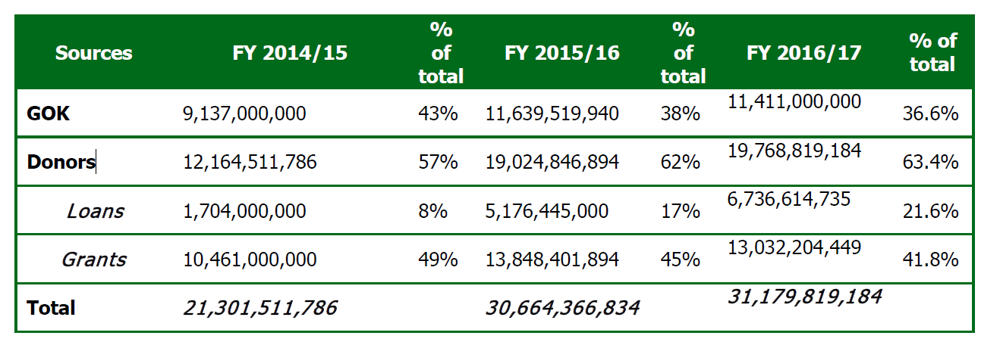 Sources FY 2014/15 % of total FY 2015/16 % of total FY 2016/17 % of total
GOK 9,137,000,000 43% 11,639,519,940 38% 11,411,000,000 36.6%
Donors 12,164,511,786 57% 19,024,846,894 62% 19,768,819,184 63.4%
Loans 1,704,000,000 8% 5,176,445,000 17% 6,736,614,735 21.6%
Grants 10,461,000,000 49% 13,848,401,894 45% 13,032,204,449 41.8%
Total 21,301,511,786 30,664,366,834 31,179,819,184